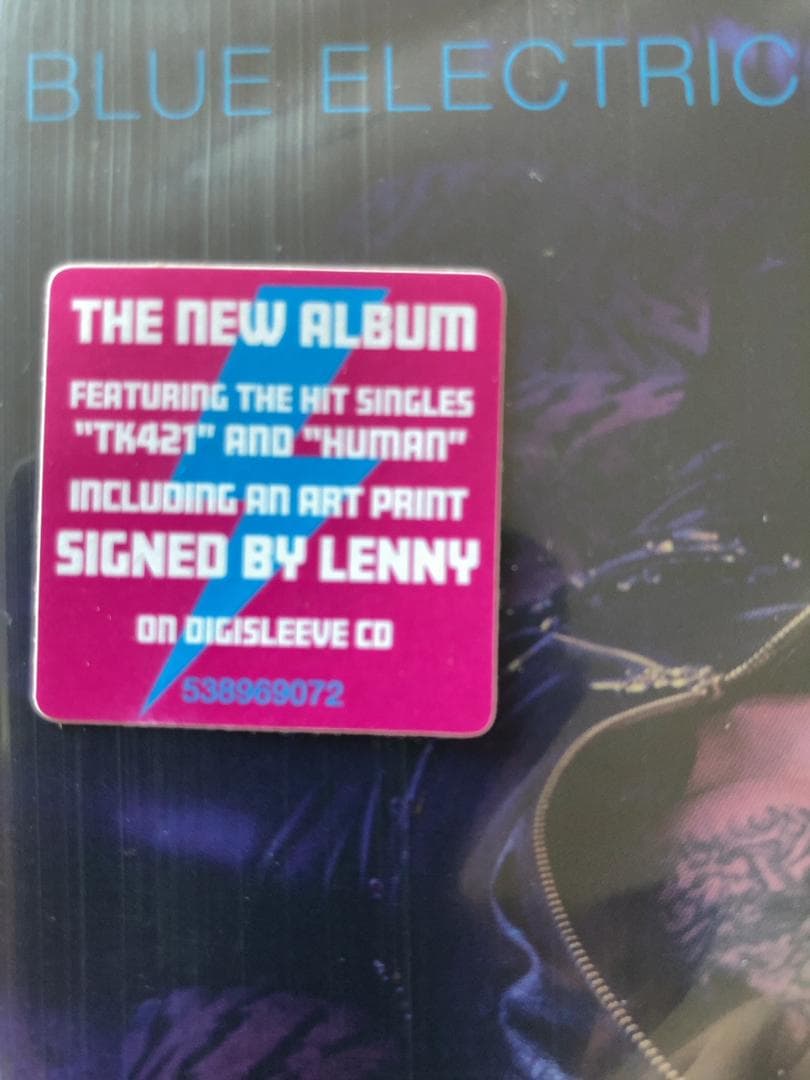 BLUE ELECTRIC
THE NEW ALBUM
FEATURING THE HIT SINGLES
"TK421" AND "HUMAN"
INCLUDING AN ART PRINT
SIGNED BY LENNY
ON DIGISLEEVE CD
538969072